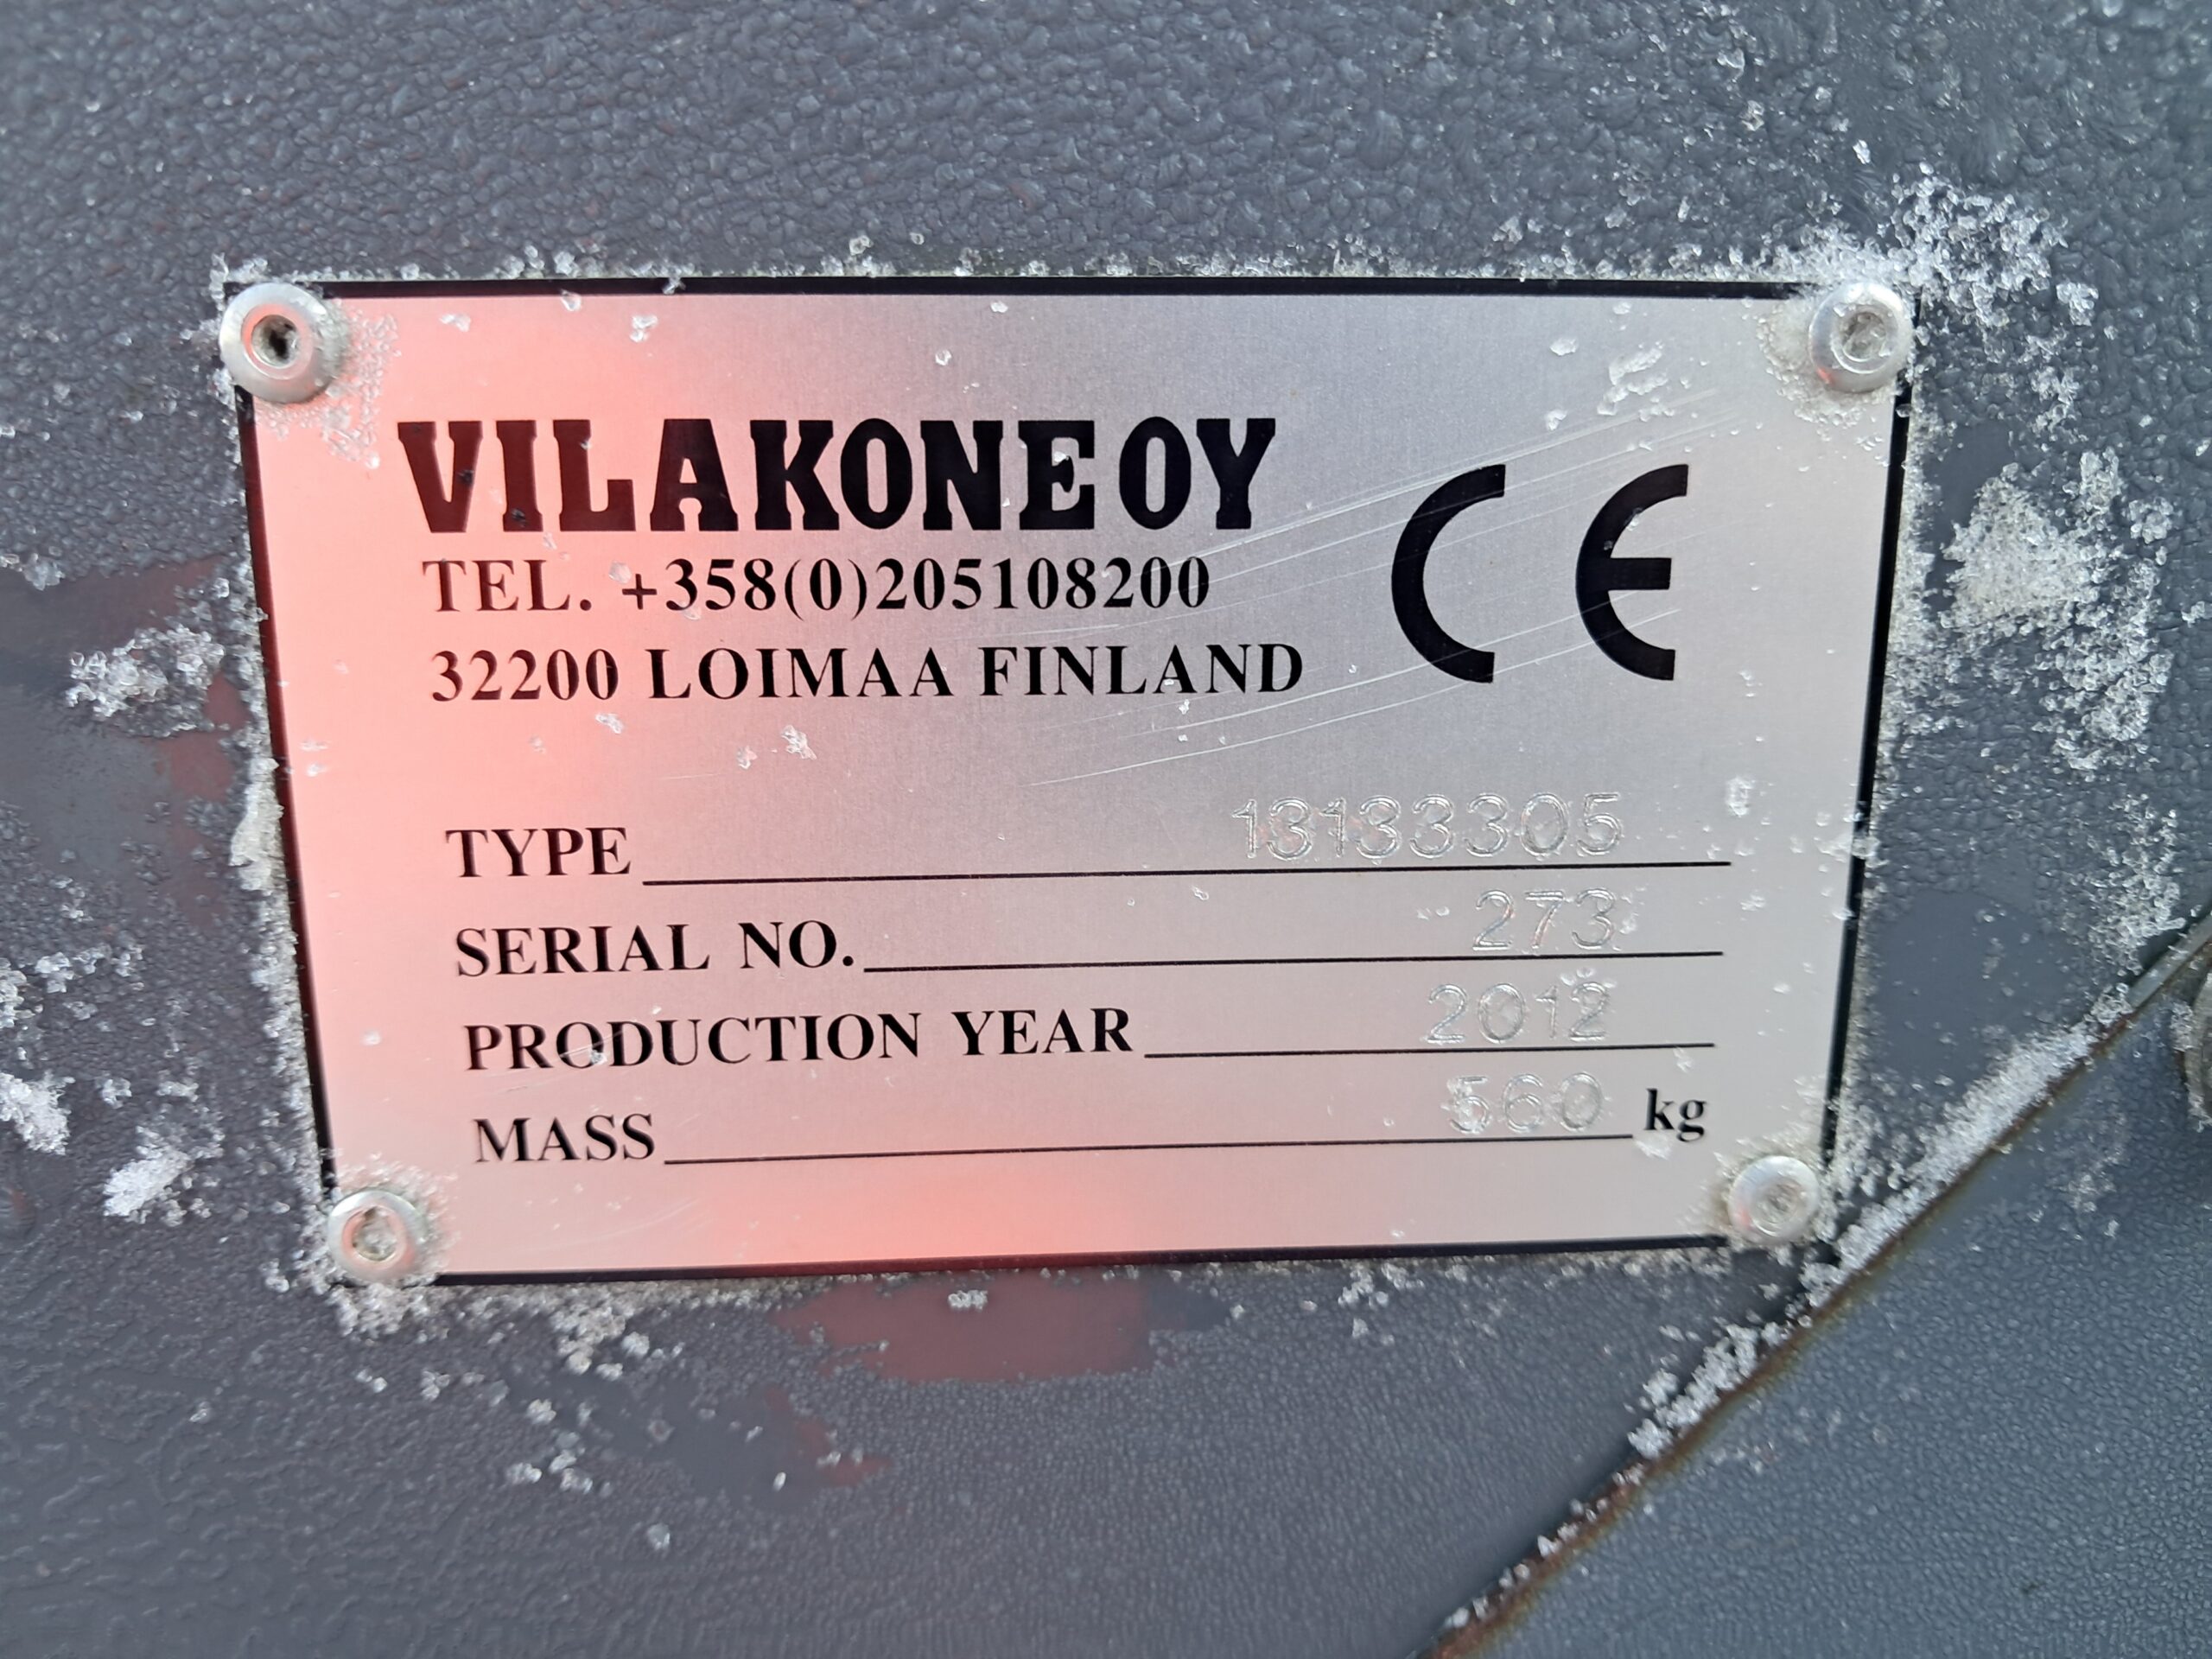 VILAKONE OY
TEL. +358(0)205108200
32200 LOIMAA FINLAND
CE
TYPE 13133305
SERIAL NO. 273
PRODUCTION YEAR 2012
MASS 560 kg